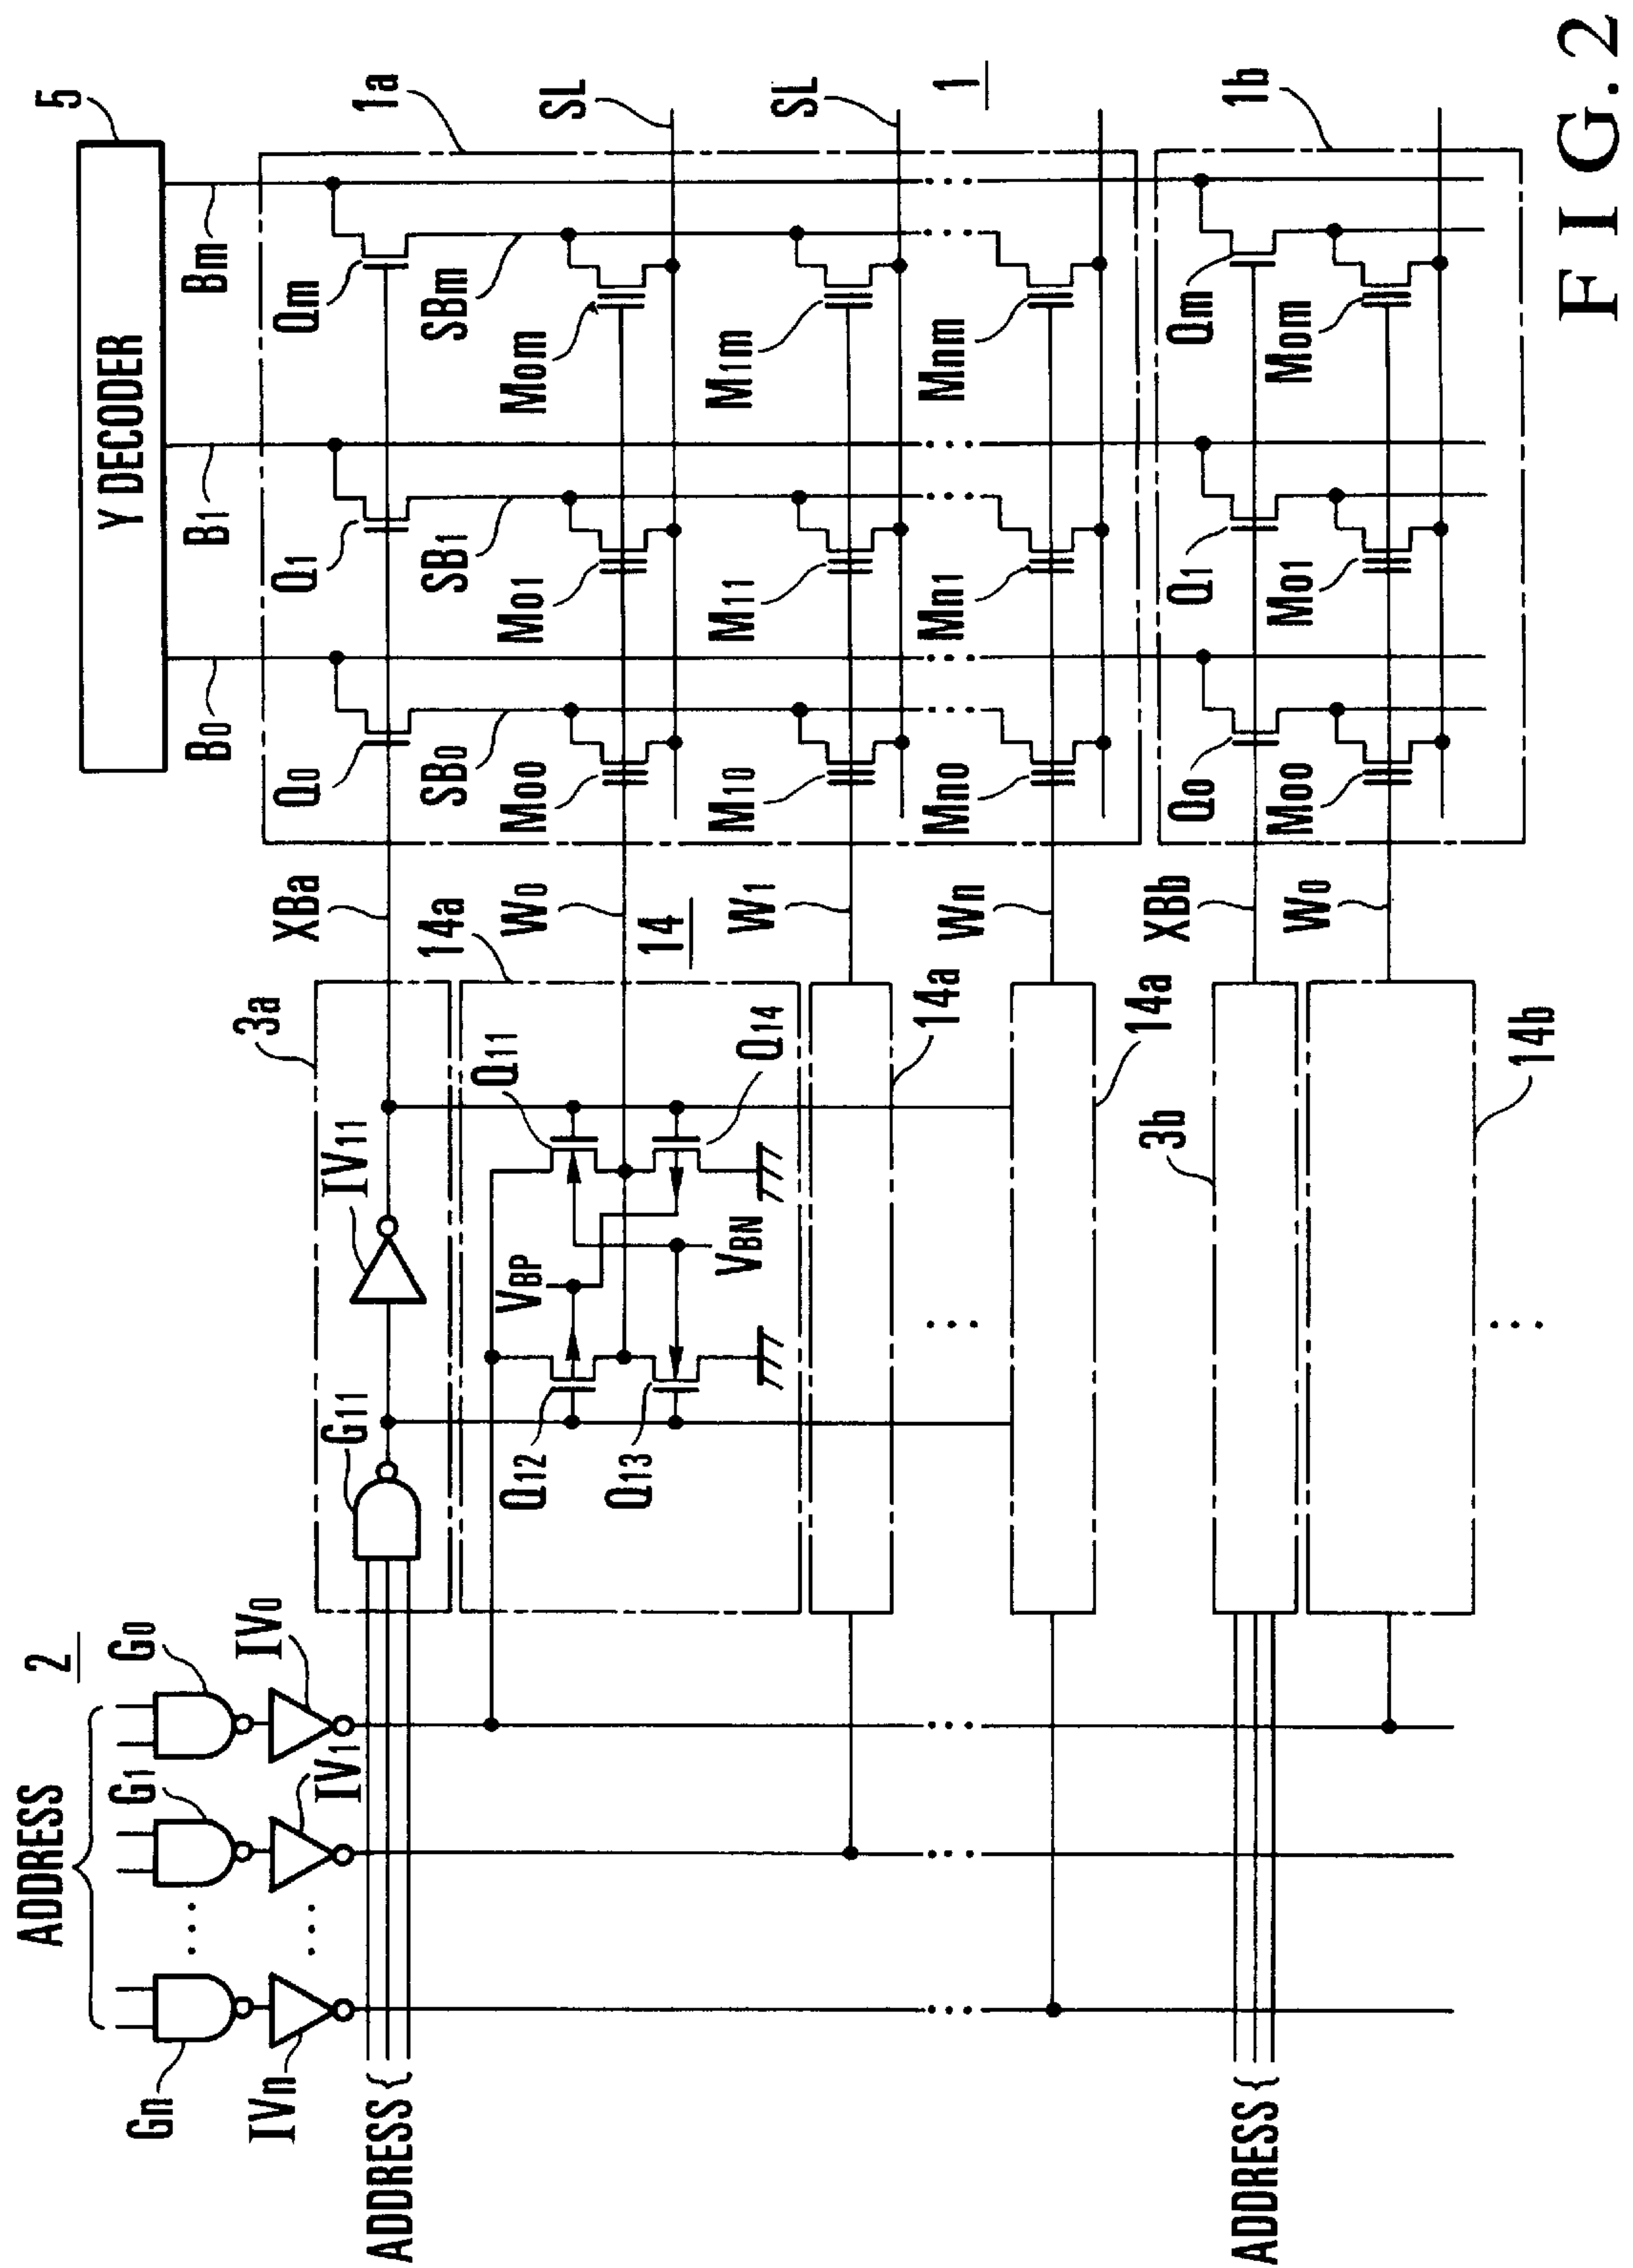 5
Y DECODER
B0
B1
Bm
1a
SL
SL
1
1b
Q0
Q1
Qm
SB0
SB1
SBm
M00
M01
M0m
M10
M11
M1m
Mn0
Mn1
Mnm
Q0
Q1
Qm
M00
M01
M0m
XBa
W0
14
W1
Wn
XBb
W0
3a
14a
14a
14a
3b
14b
IV11
G11
Q11
Q14
VBP
VBN
Q12
Q13
2
ADDRESS
G0
IV0
G1
IV1
Gn
IVn
ADDRESS {
ADDRESS {
FIG.2